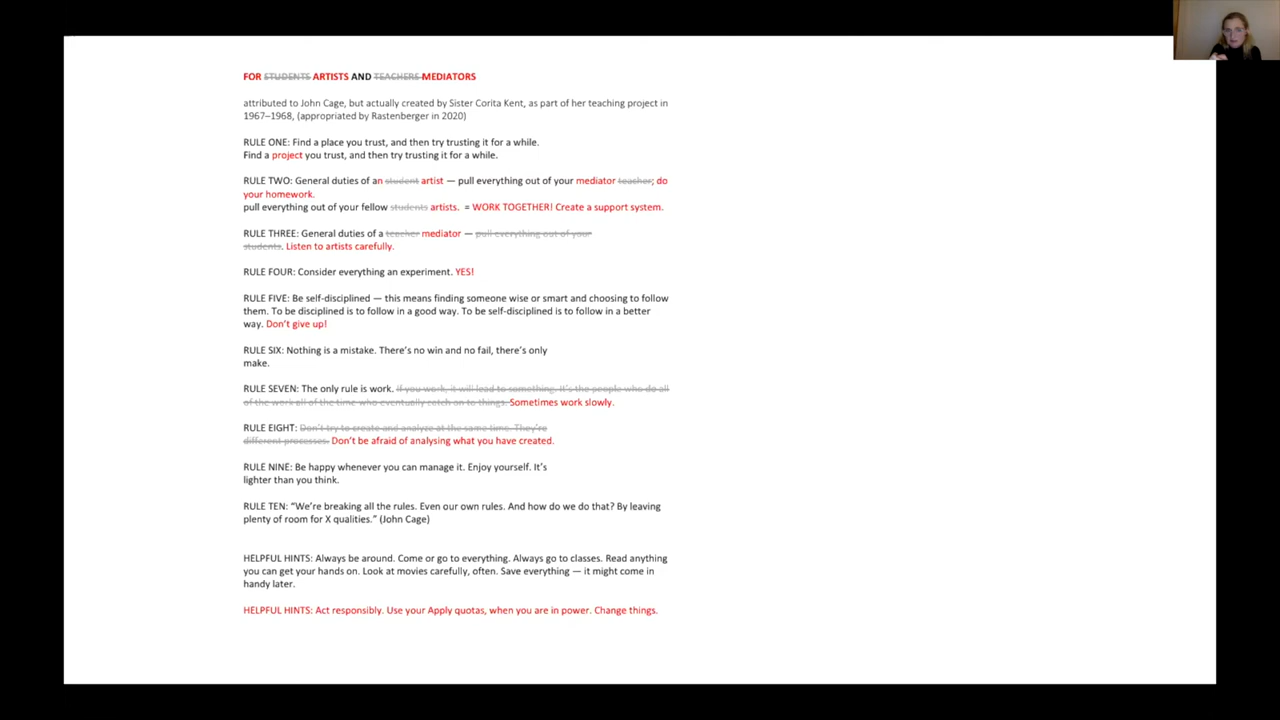 FOR STUDENTS ARTISTS AND TEACHERS MEDIATORS
attributed to John Cage, but actually created by Sister Corita Kent, as part of her teaching project in
1967–1968, (appropriated by Rastenberger in 2020)
RULE ONE: Find a place you trust, and then try trusting it for a while.
Find a project you trust, and then try trusting it for a while.
RULE TWO: General duties of an student artist — pull everything out of your mediator teacher; do
your homework.
pull everything out of your fellow students artists. = WORK TOGETHER! Create a support system.
RULE THREE: General duties of a teacher mediator — pull everything out of your
students. Listen to artists carefully.
RULE FOUR: Consider everything an experiment. YES!
RULE FIVE: Be self-disciplined — this means finding someone wise or smart and choosing to follow
them. To be disciplined is to follow in a good way. To be self-disciplined is to follow in a better
way. Don't give up!
RULE SIX: Nothing is a mistake. There's no win and no fail, there's only
make.
RULE SEVEN: The only rule is work. If you work, it will lead to something. It's the people who do all
of the work all of the time who eventually catch on to things. Sometimes work slowly.
RULE EIGHT: Don't try to create and analyze at the same time. They're
different processes. Don't be afraid of analysing what you have created.
RULE NINE: Be happy whenever you can manage it. Enjoy yourself. It's
lighter than you think.
RULE TEN: “We're breaking all the rules. Even our own rules. And how do we do that? By leaving
plenty of room for X qualities.” (John Cage)
HELPFUL HINTS: Always be around. Come or go to everything. Always go to classes. Read anything
you can get your hands on. Look at movies carefully, often. Save everything — it might come in
handy later.
HELPFUL HINTS: Act responsibly. Use your Apply quotas, when you are in power. Change things.